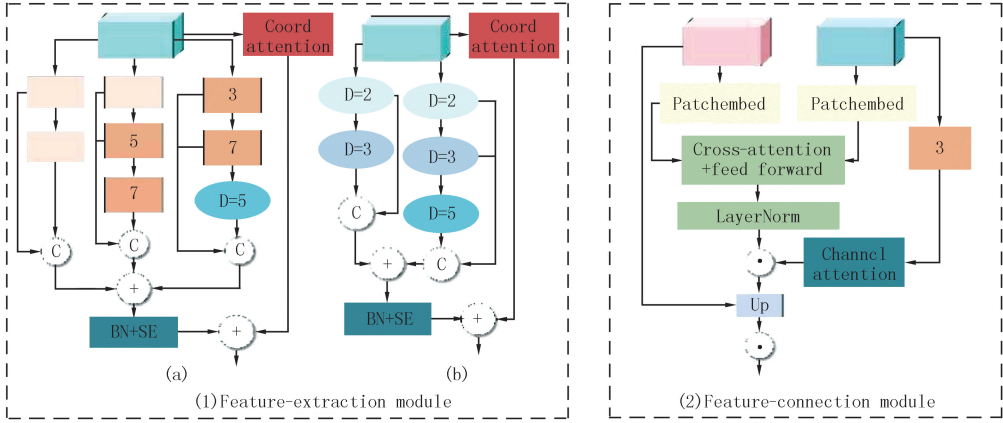 Coord
attention
3
5
7
7
D=5
C
C
C
+
BN+SE
+
(a)
Coord
attention
D=2
D=2
D=3
D=3
D=5
C
C
+
BN+SE
+
(b)
(1)Feature-extraction module
Patchembed
Patchembed
Cross-attention
+feed forward
3
LayerNorm
Channcl
attention
Up
(2)Feature-connection module